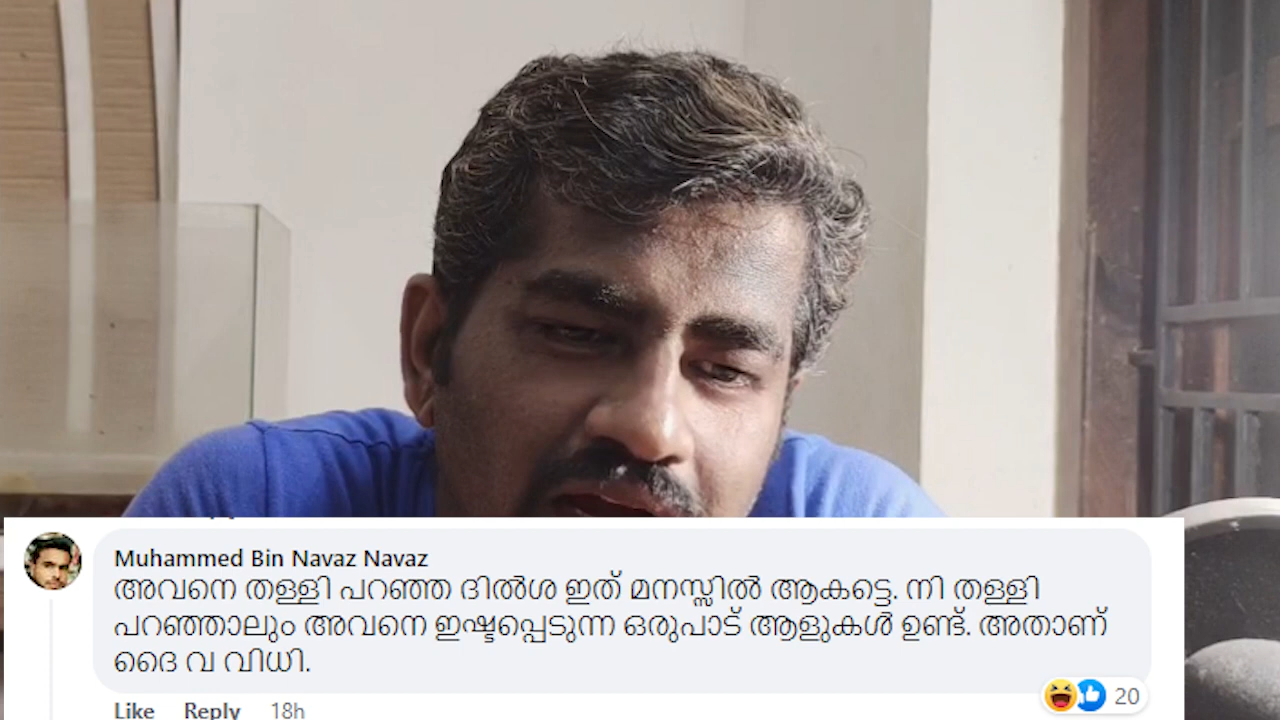 Muhammed Bin Navaz Navaz
അവനെ തള്ളി പറഞ്ഞ ദിൽശ ഇത് മനസ്സിൽ ആകട്ടെ. നി തള്ളി
പറഞ്ഞാലും അവനെ ഇഷ്ടപ്പെടുന്ന ഒരുപാട് ആളുകൾ ഉണ്ട്. അതാണ്
ദൈ വ വിധി.
20
Like Reply 18h